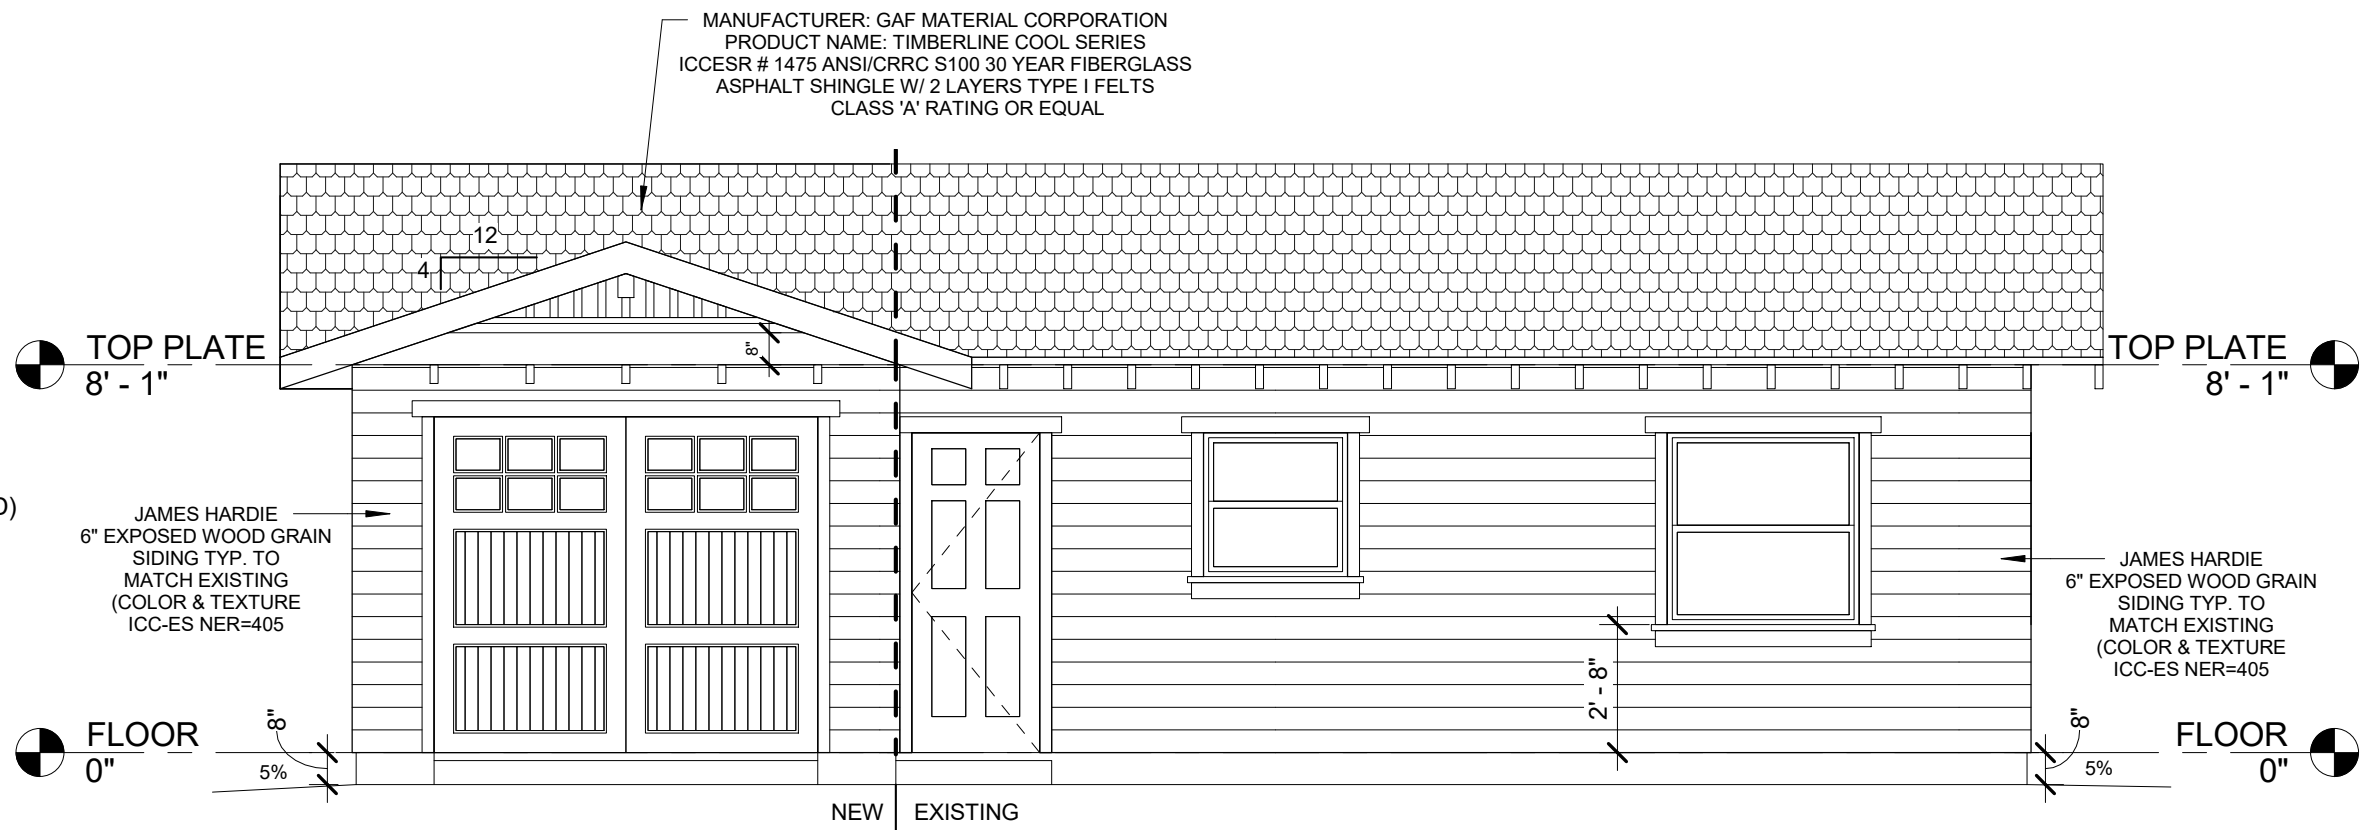 MANUFACTURER: GAF MATERIAL CORPORATION
PRODUCT NAME: TIMBERLINE COOL SERIES
ICCESR # 1475 ANSI/CRRC S100 30 YEAR FIBERGLASS
ASPHALT SHINGLE W/ 2 LAYERS TYPE I FELTS
CLASS 'A' RATING OR EQUAL
12
4
8"
TOP PLATE
8' - 1"
TOP PLATE
8' - 1"
D)
JAMES HARDIE
6" EXPOSED WOOD GRAIN
SIDING TYP. TO
MATCH EXISTING
(COLOR & TEXTURE
ICC-ES NER=405
JAMES HARDIE
6" EXPOSED WOOD GRAIN
SIDING TYP. TO
MATCH EXISTING
(COLOR & TEXTURE
ICC-ES NER=405
2' - 8"
FLOOR
0"
8"
5%
8"
5%
FLOOR
0"
NEW
EXISTING